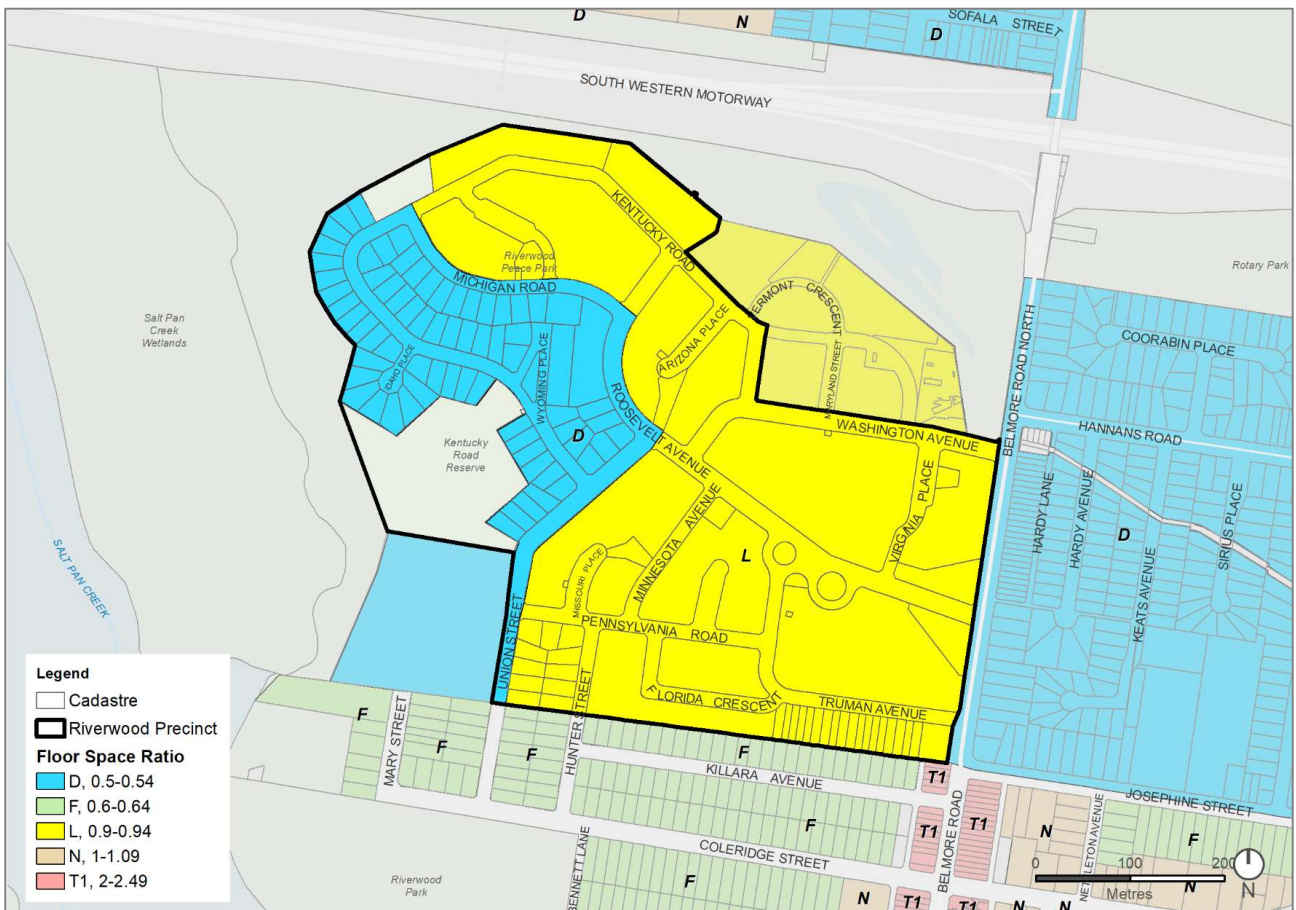 D
N
D
SOFALA STREET
SOUTH WESTERN MOTORWAY
KENTUCKY ROAD
Riverwood
Peace Park
MICHIGAN ROAD
VERMONT CRESCENT
Rotary Park
Salt Pan
Creek
Wetlands
ARIZONA PLACE
MARYLAND STREET
COORABIN PLACE
IDAHO PLACE
WYOMING PLACE
ROOSEVELT AVENUE
BELMORE ROAD NORTH
WASHINGTON AVENUE
HANNANS ROAD
D
Kentucky
Road
Reserve
MINNESOTA AVENUE
VIRGINIA PLACE
HARDY LANE
HARDY AVENUE
D
SIRIUS PLACE
KEATS AVENUE
SALT PAN CREEK
MISSOURI PLACE
L
UNION STREET
PENNSYLVANIA ROAD
FLORIDA CRESCENT
TRUMAN AVENUE
Legend
Cadastre
Riverwood Precinct
Floor Space Ratio
D, 0.5-0.54
F, 0.6-0.64
L, 0.9-0.94
N, 1-1.09
T1, 2-2.49
F
MARY STREET
F
F
HUNTER STREET
F
KILLARA AVENUE
T1
JOSEPHINE STREET
F
T1
BELMORE ROAD
T1
N
NETTLETON AVENUE
F
COLERIDGE STREET
BENNETT LANE
Riverwood
Park
F
N
T1
T1
N
N
N
0 100 200
Metres
N